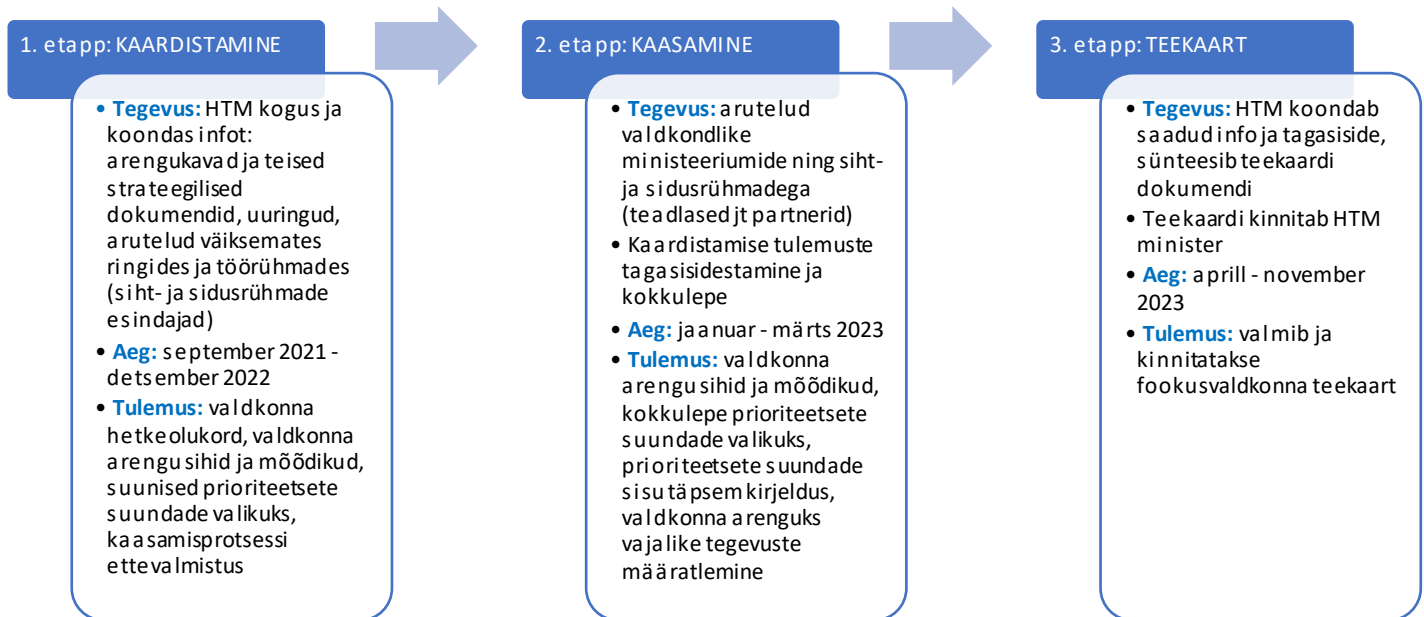 1. etapp: KAARDISTAMINE
• Tegevus: HTM kogus ja
koondas infot:
arengukavad ja teised
strateegilised
dokumendid, uuringud,
arutelud väiksemates
ringides ja töörühmades
(siht- ja sidusrühmade
esindajad)
• Aeg: september 2021 -
detsember 2022
• Tulemus: valdkonna
hetkeolukord, valdkonna
arengu sihid ja mõõdikud,
suunised prioriteetsete
suundade valikuks,
kaasamisprotsessi
ettevalmistus
2. etapp: KAASAMINE
• Tegevus: arutelud
valdkondlike
ministeeriumide ning siht-
ja sidusrühmadega
(teadlased jt partnerid)
• Kaardistamise tulemuste
tagasisidestamine ja
kokkulepe
• Aeg: jaanuar - märts 2023
• Tulemus: valdkonna
arengu sihid ja mõõdikud,
kokkulepe prioriteetsete
suundade valikuks,
prioriteetsete suundade
sisu täpsem kirjeldus,
valdkonna arenguks
vajalike tegevuste
määratlemine
3. etapp: TEEKAART
• Tegevus: HTM koondab
saadud info ja tagasiside,
sünteesib teekaardi
dokumendi
• Teekaardi kinnitab HTM
minister
• Aeg: aprill - november
2023
• Tulemus: valmib ja
kinnitatakse
fookusvaldkonna teekaart